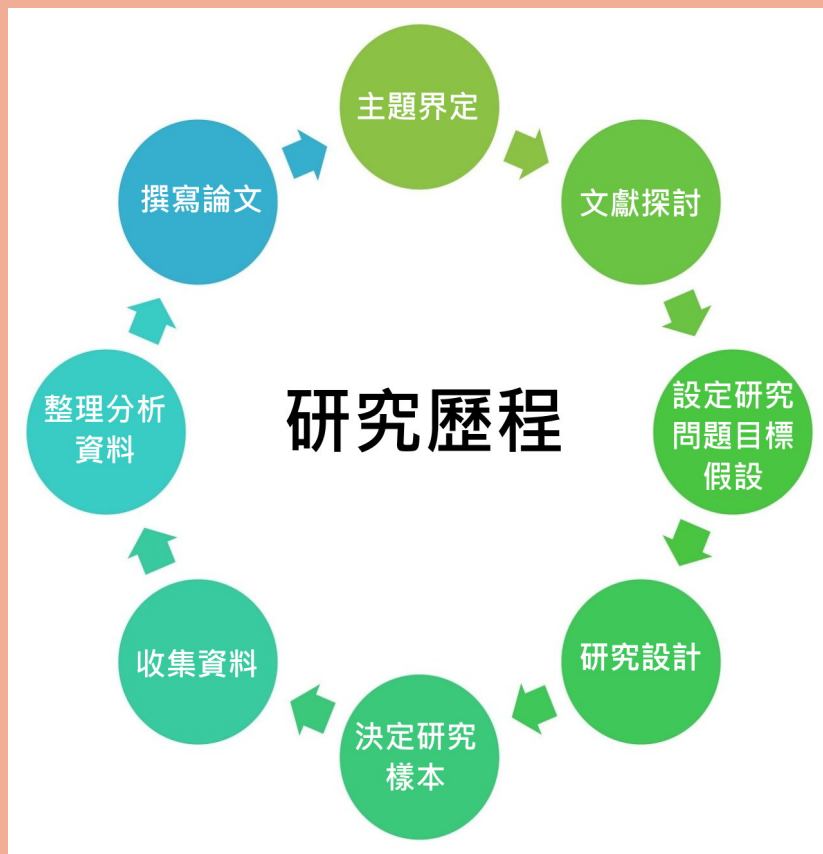 研究歷程
主題界定
文獻探討
設定研究
問題目標
假設
研究設計
決定研究
樣本
收集資料
整理分析
資料
撰寫論文